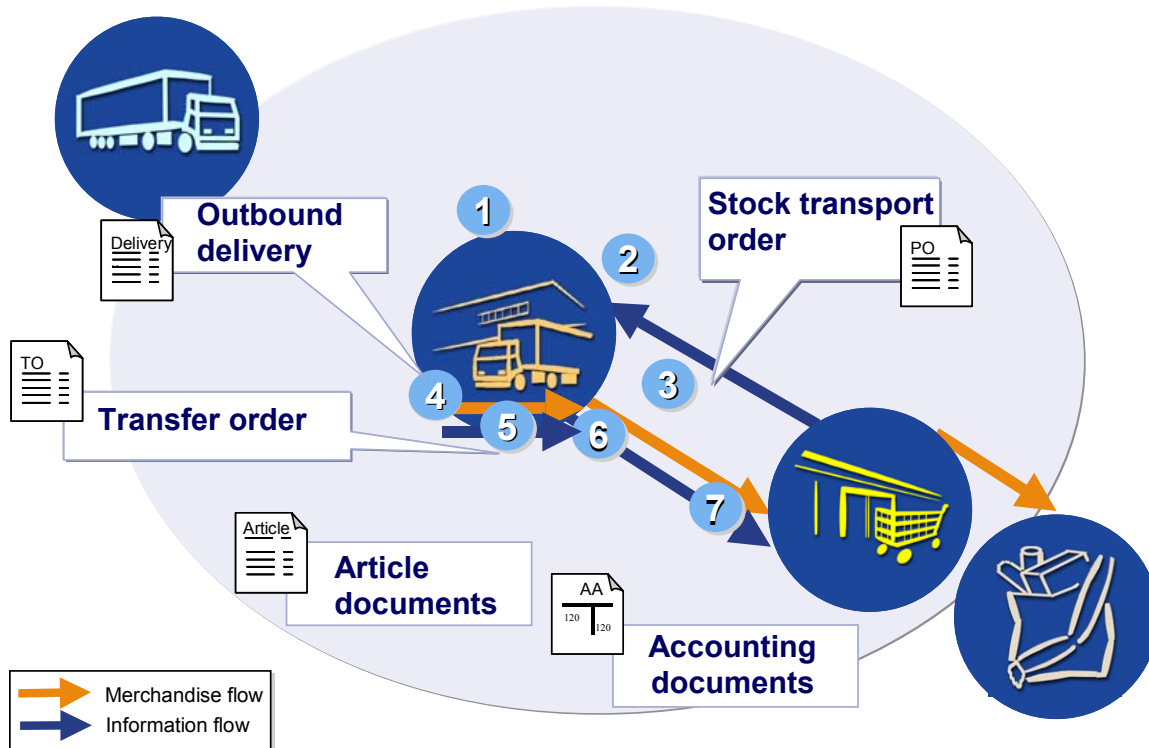 Outbound
delivery
Delivery
1
2
Stock transport
order
PO
3
TO
Transfer order
4
5
6
7
Article
Article
documents
AA
120
120
Accounting
documents
Merchandise flow
Information flow